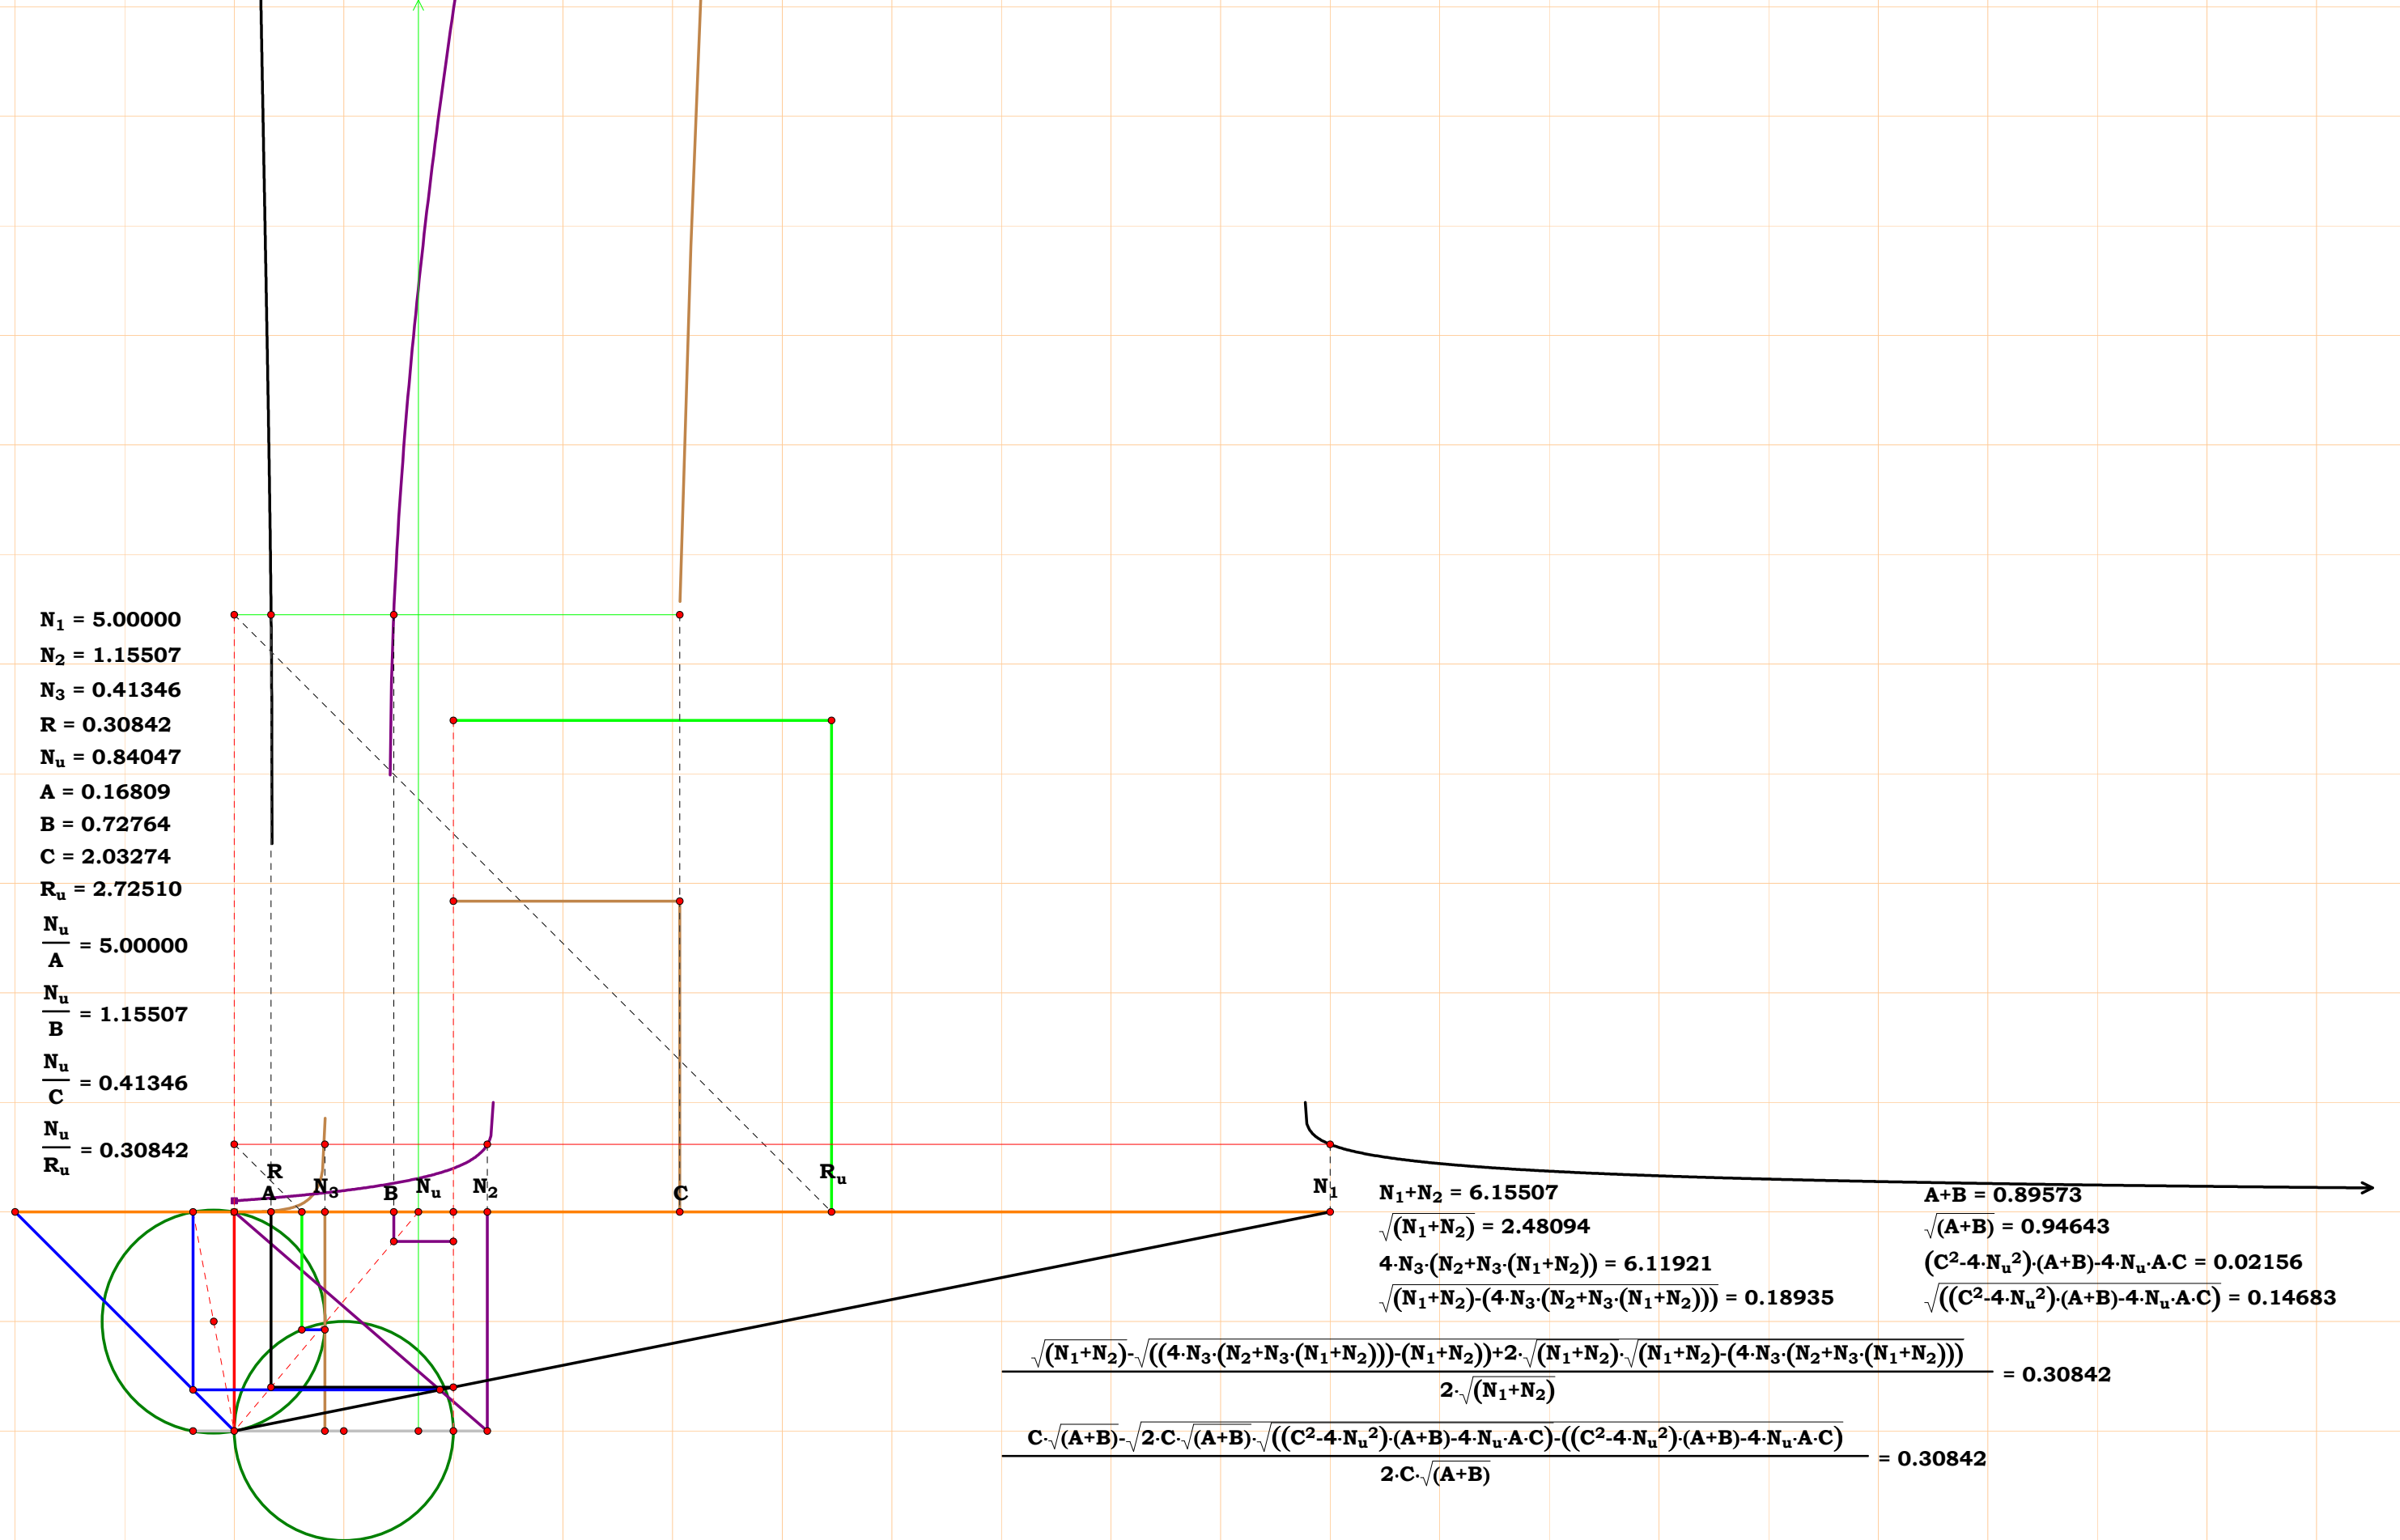 N₁ = 5.00000
N₂ = 1.15507
N₃ = 0.41346
R = 0.30842
Nᵤ = 0.84047
A = 0.16809
B = 0.72764
C = 2.03274
Rᵤ = 2.72510
Nᵤ/A = 5.00000
Nᵤ/B = 1.15507
Nᵤ/C = 0.41346
Nᵤ/Rᵤ = 0.30842
R
A N₃ B Nᵤ N₂ C Rᵤ N₁
N₁+N₂ = 6.15507
√(N₁+N₂) = 2.48094
4·N₃·(N₂+N₃·(N₁+N₂)) = 6.11921
√(N₁+N₂)-(4·N₃·(N₂+N₃·(N₁+N₂))) = 0.18935
A+B = 0.89573
√(A+B) = 0.94643
(C²-4·Nᵤ²)·(A+B)-4·Nᵤ·A·C = 0.02156
√(((C²-4·Nᵤ²)·(A+B)-4·Nᵤ·A·C) = 0.14683
√(N₁+N₂)-√((4·N₃·(N₂+N₃·(N₁+N₂)))-(N₁+N₂))+2·√(N₁+N₂)·√(N₁+N₂)-(4·N₃·(N₂+N₃·(N₁+N₂)))
2·√(N₁+N₂)
= 0.30842
C·√(A+B)-√2·C·√(A+B)·√(((C²-4·Nᵤ²)·(A+B)-4·Nᵤ·A·C)-((C²-4·Nᵤ²)·(A+B)-4·Nᵤ·A·C)
2·C·√(A+B)
= 0.30842